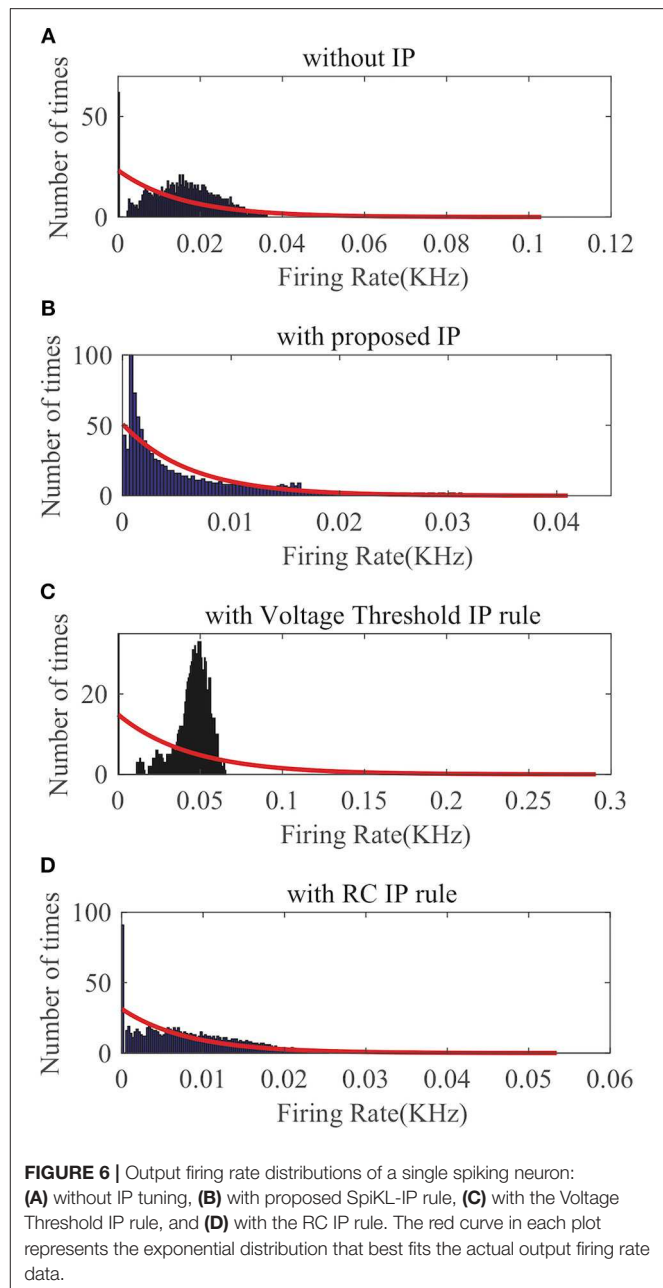 A
without IP
Number of times
50
0
0
0.02
0.04
0.06
0.08
0.1
0.12
Firing Rate(KHz)
B
with proposed IP
Number of times
100
50
0
0
0.01
0.02
0.03
0.04
Firing Rate(KHz)
C
with Voltage Threshold IP rule
Number of times
20
0
0
0.05
0.1
0.15
0.2
0.25
0.3
Firing Rate(KHz)
D
with RC IP rule
Number of times
100
50
0
0
0.01
0.02
0.03
0.04
0.05
0.06
Firing Rate(KHz)
FIGURE 6 | Output firing rate distributions of a single spiking neuron:
(A) without IP tuning, (B) with proposed SpiKL-IP rule, (C) with the Voltage
Threshold IP rule, and (D) with the RC IP rule. The red curve in each plot
represents the exponential distribution that best fits the actual output firing rate
data.